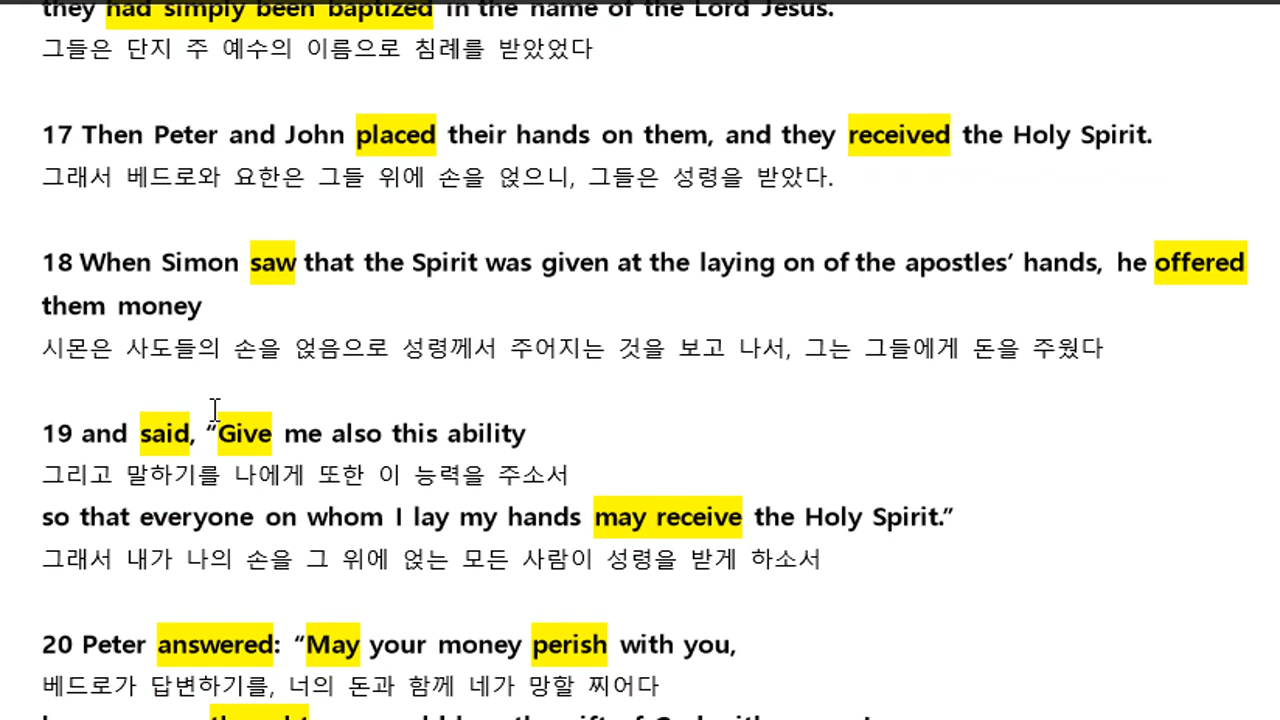 they had simply been baptized in the name of the Lord Jesus.
그들은 단지 주 예수의 이름으로 침례를 받았었다
17 Then Peter and John placed their hands on them, and they received the Holy Spirit.
그래서 베드로와 요한은 그들 위에 손을 얹으니, 그들은 성령을 받았다.
18 When Simon saw that the Spirit was given at the laying on of the apostles’ hands, he offered
them money
시몬은 사도들의 손을 얹음으로 성령께서 주어지는 것을 보고 나서, 그는 그들에게 돈을 주웠다
19 and said, “Give me also this ability
그리고 말하기를 나에게 또한 이 능력을 주소서
so that everyone on whom I lay my hands may receive the Holy Spirit.”
그래서 내가 나의 손을 그 위에 얹는 모든 사람이 성령을 받게 하소서
20 Peter answered: “May your money perish with you,
베드로가 답변하기를, 너의 돈과 함께 네가 망할 찌어다